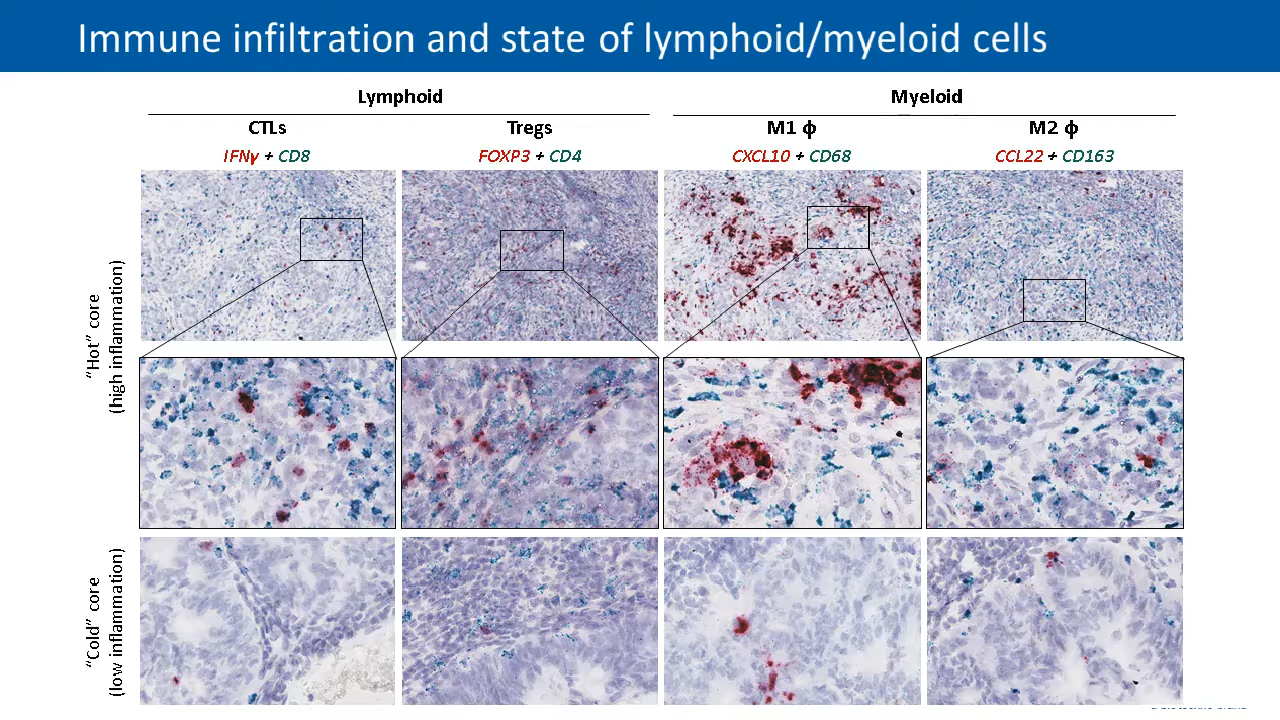 Immune infiltration and state of lymphoid/myeloid cells
Lymphoid
Myeloid
CTLs
Tregs
M1 ϕ
M2 ϕ
IFNγ + CD8
FOXP3 + CD4
CXCL10 + CD68
CCL22 + CD163
“Hot” core
(high inflammation)
“Cold” core
(low inflammation)